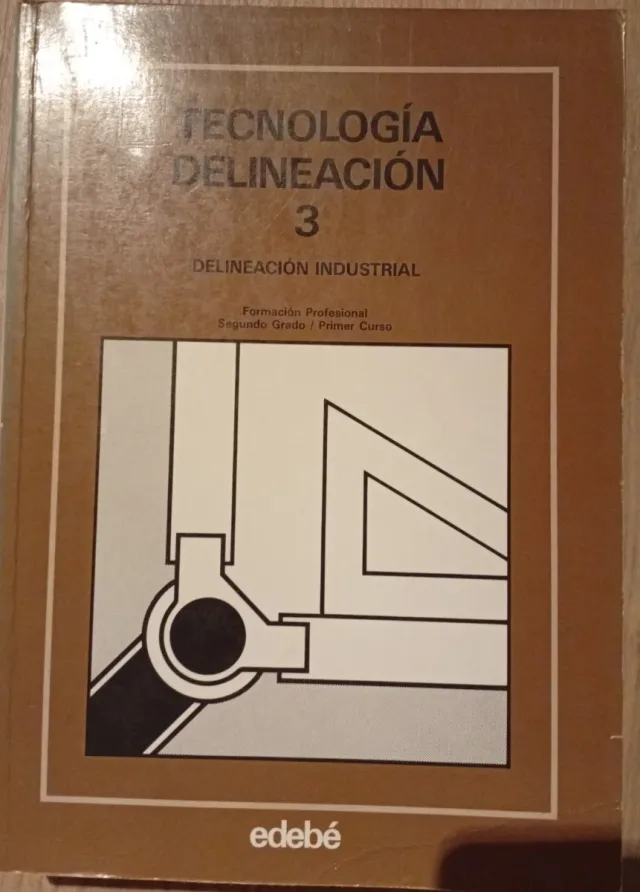 TECNOLOGÍA
DELINEACIÓN
3
DELINEACIÓN INDUSTRIAL
Formación Profesional
Segundo Grado / Primer Curso
edebé